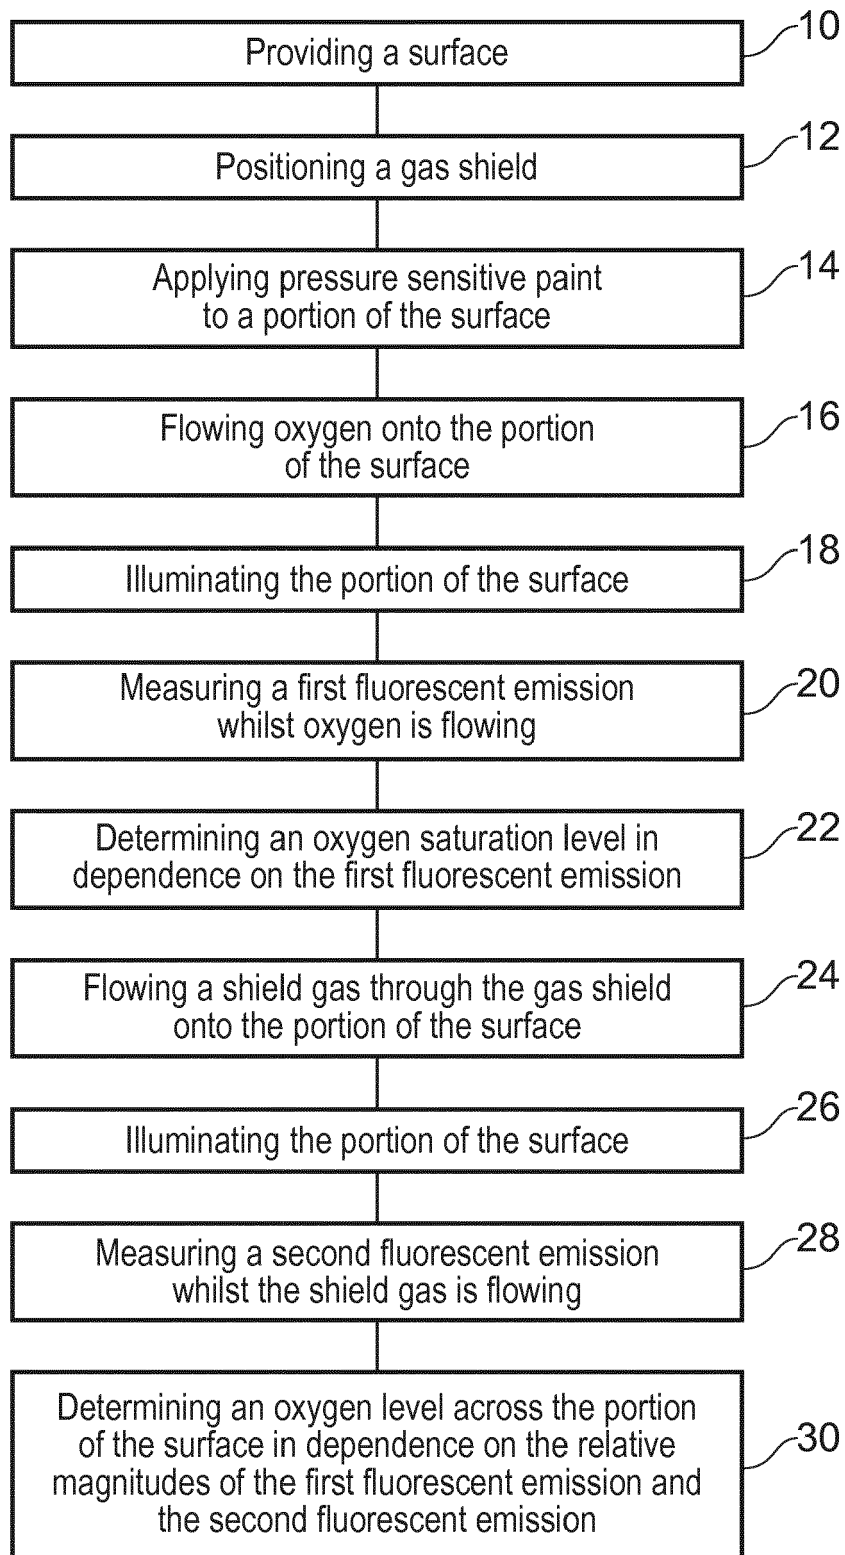 10
Providing a surface
12
Positioning a gas shield
14
Applying pressure sensitive paint
to a portion of the surface
16
Flowing oxygen onto the portion
of the surface
18
Illuminating the portion of the surface
20
Measuring a first fluorescent emission
whilst oxygen is flowing
22
Determining an oxygen saturation level in
dependence on the first fluorescent emission
24
Flowing a shield gas through the gas shield
onto the portion of the surface
26
Illuminating the portion of the surface
28
Measuring a second fluorescent emission
whilst the shield gas is flowing
30
Determining an oxygen level across the portion
of the surface in dependence on the relative
magnitudes of the first fluorescent emission and
the second fluorescent emission